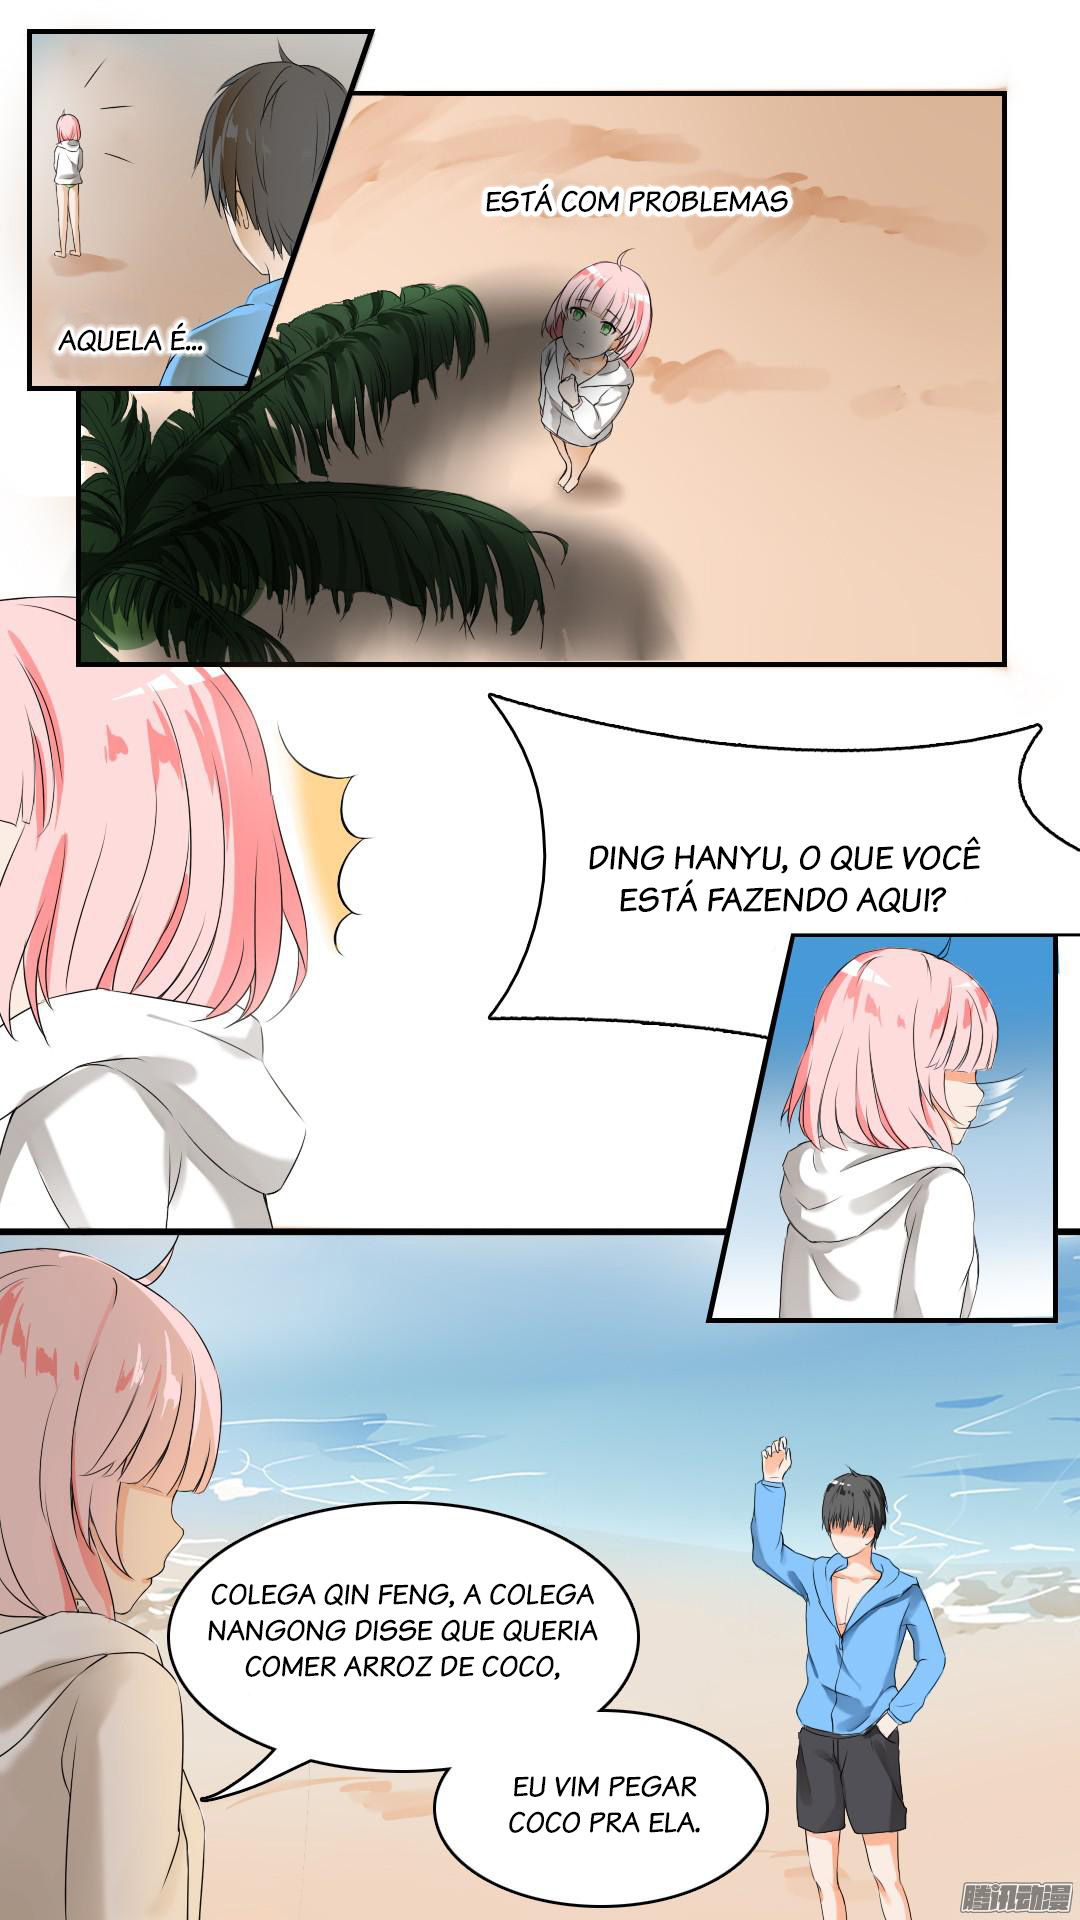 AQUELA É...
ESTÁ COM PROBLEMAS
DING HANYU, O QUE VOCÊ
ESTÁ FAZENDO AQUI?
COLEGA QIN FENG, A COLEGA
NANGONG DISSE QUE QUERIA
COMER ARROZ DE COCO,
EU VIM PEGAR
COCO PRA ELA.
腾讯动漫